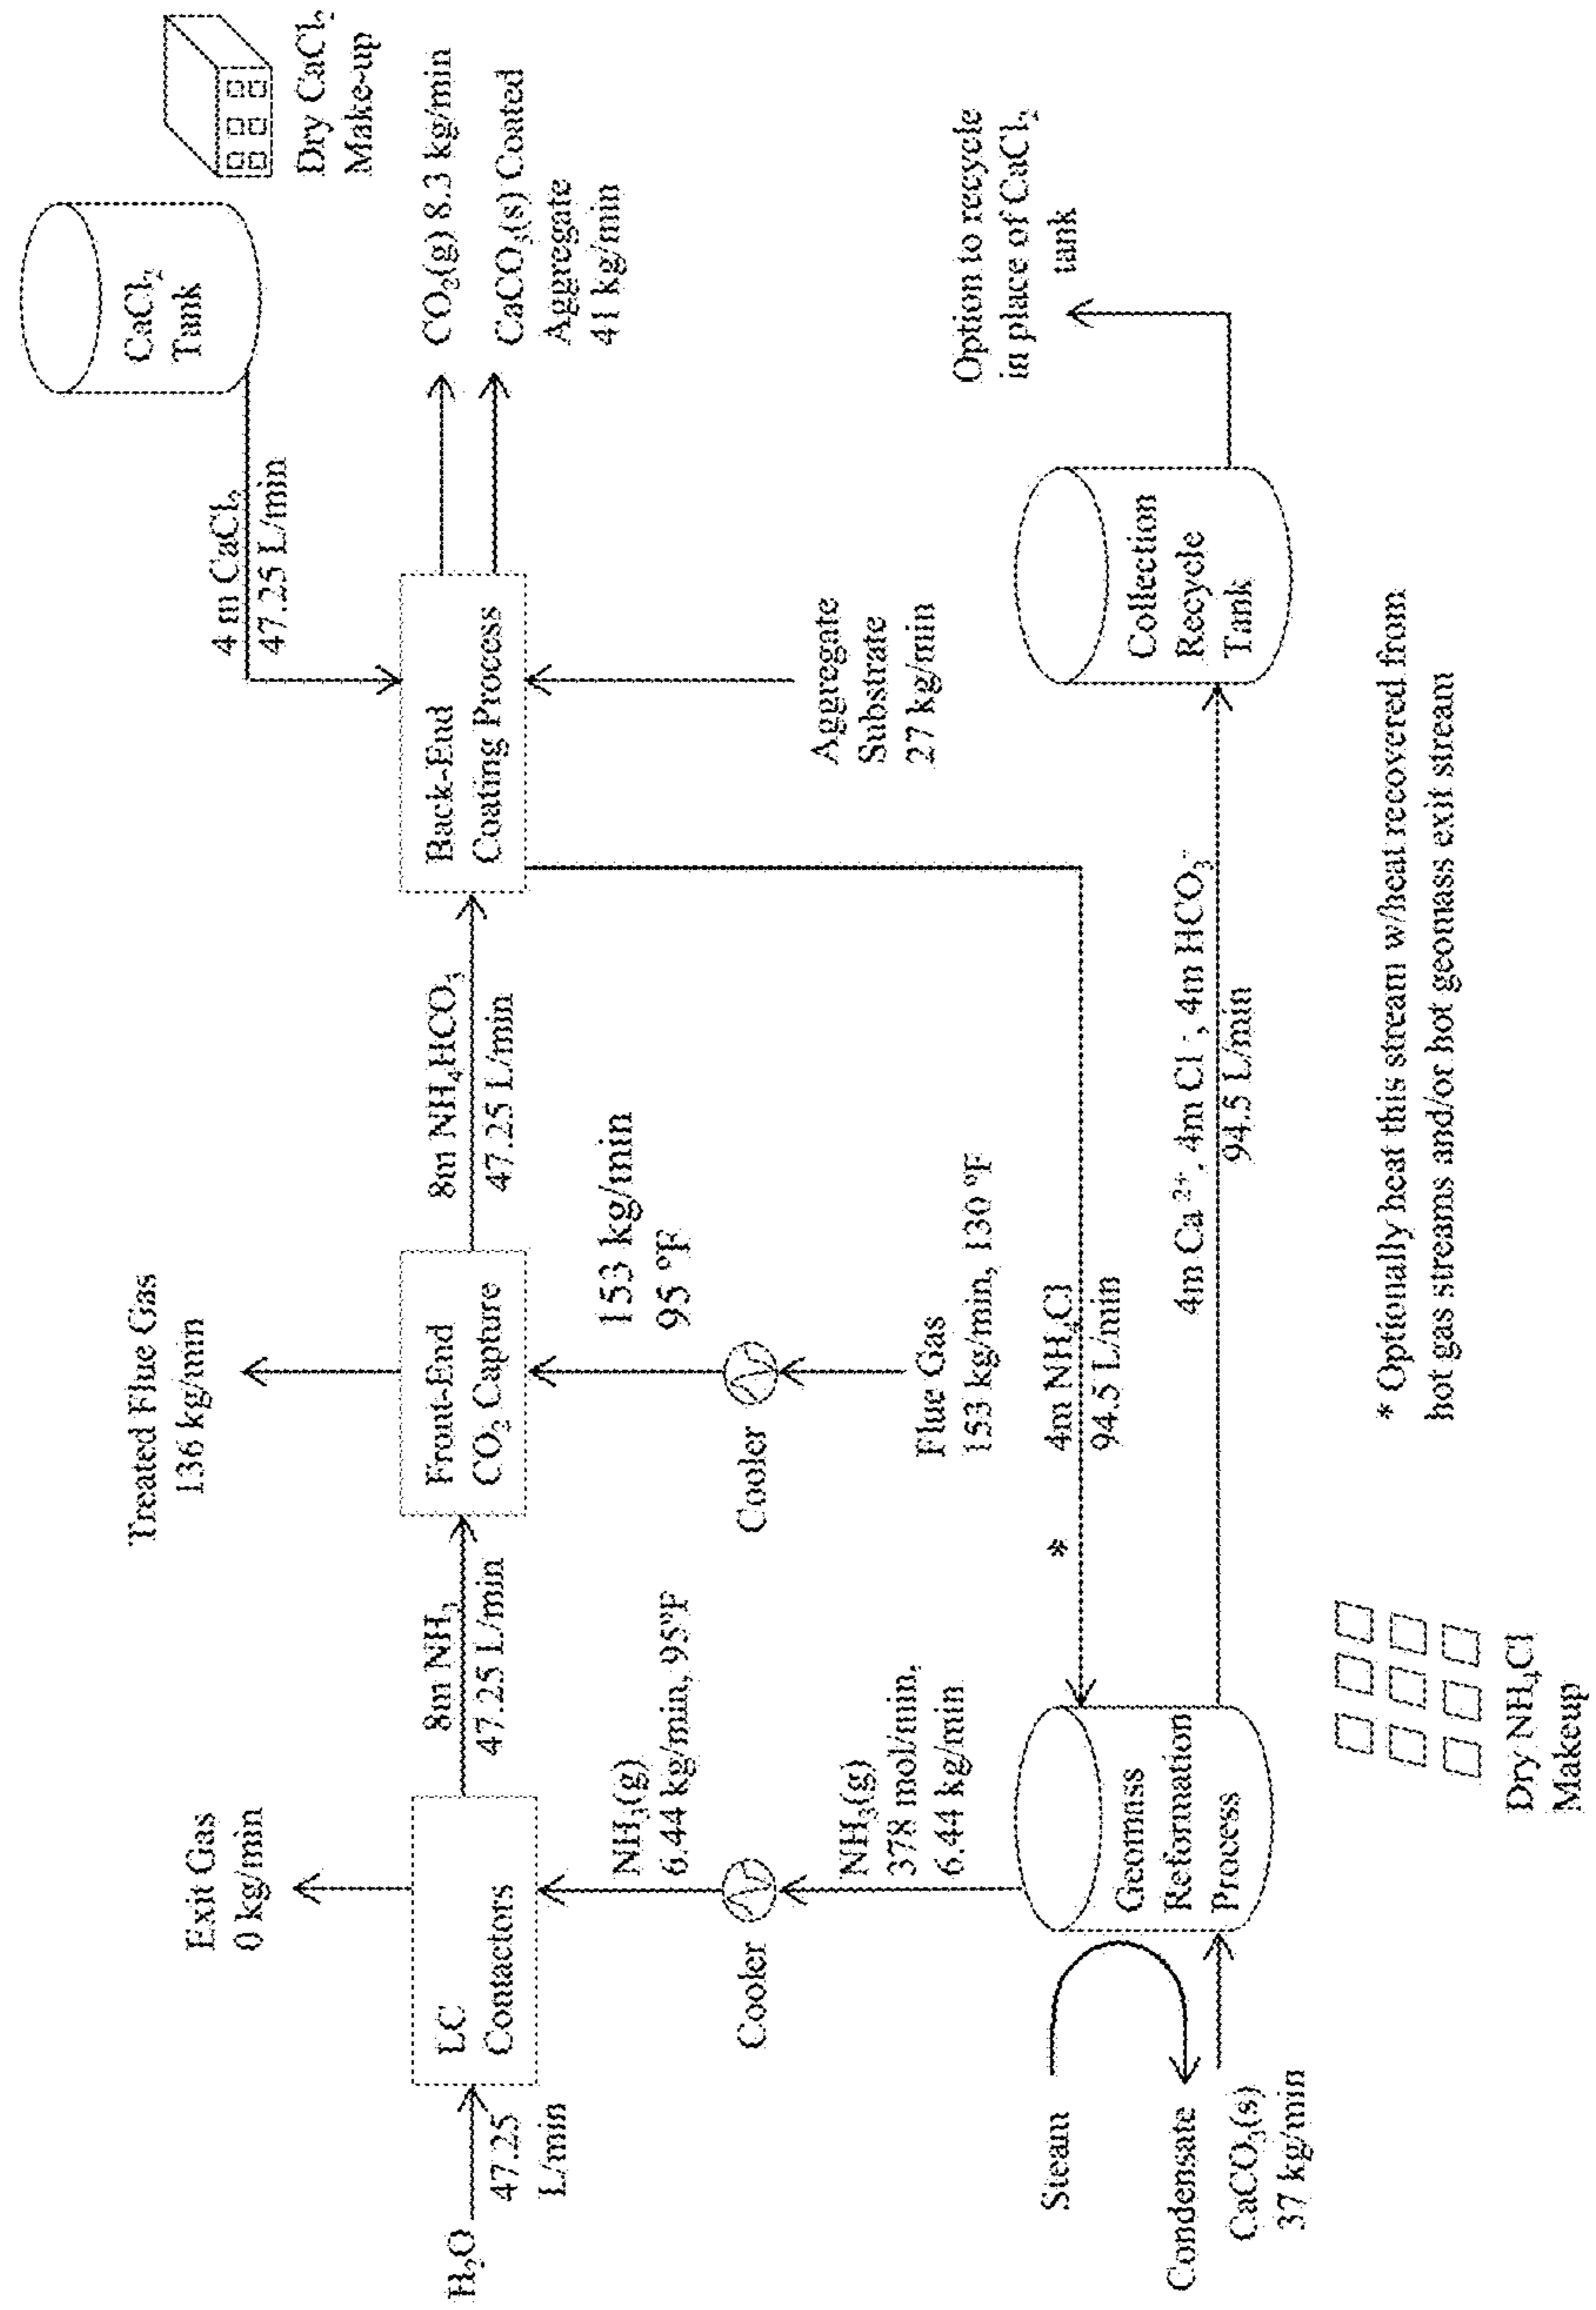 H₂O
47.25
L/min
LC
Contactors
Exit Gas
0 kg/min
8m NH₃
47.25 L/min
NH₃(g)
6.44 kg/min, 95°F
Cooler
NH₃(g)
378 mol/min,
6.44 kg/min
Steam
Condensate
CaCO₃(s)
37 kg/min
Geomass
Reformation
Process
Dry NH₄Cl
Makeup
Treated Flue Gas
136 kg/min
Front-End
CO₂ Capture
153 kg/min
95 °F
Cooler
Flue Gas
153 kg/min, 130 °F
8m NH₄HCO₃
47.25 L/min
Back-End
Coating Process
4 m CaCl₂
47.25 L/min
CaCl₂
Tank
Dry CaCl₂
Make-up
CO₂(g) 8.3 kg/min
CaCO₃(s) Coated
Aggregate
41 kg/min
Aggregate
Substrate
27 kg/min
*
4m NH₄Cl
94.5 L/min
4m Ca²⁺, 4m Cl⁻, 4m HCO₃⁻
94.5 L/min
Collection
Recycle
Tank
Option to recycle
in place of CaCl₂
tank
* Optionally heat this stream w/heat recovered from
hot gas streams and/or hot geomass exit stream